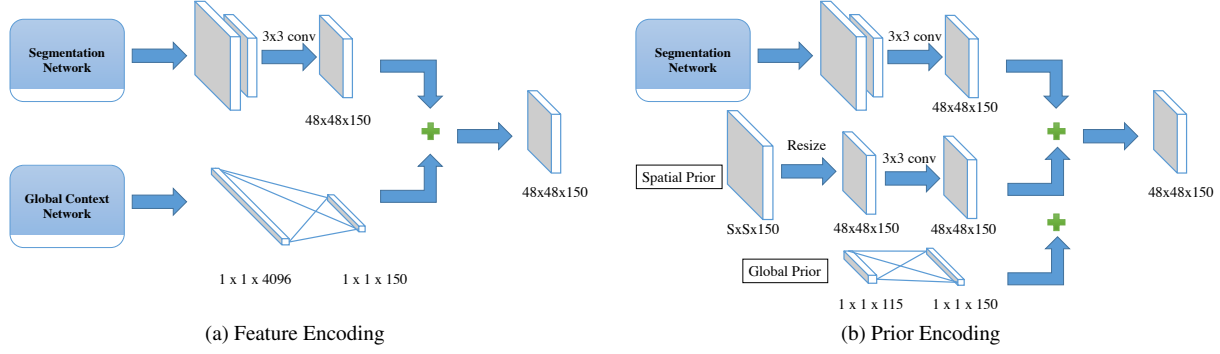 Segmentation
Network
3x3 conv
48x48x150
48x48x150
Global Context
Network
1 x 1 x 4096
1 x 1 x 150
(a) Feature Encoding
Segmentation
Network
3x3 conv
48x48x150
48x48x150
Spatial Prior
Resize
3x3 conv
SxSx150
48x48x150
48x48x150
Global Prior
1 x 1 x 115
1 x 1 x 150
(b) Prior Encoding